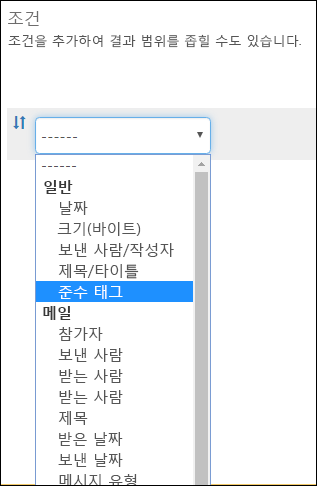 조건
조건을 추가하여 결과 범위를 좁힐 수도 있습니다.
------
------
일반
날짜
크기(바이트)
보낸 사람/작성자
제목/타이틀
준수 태그
메일
참가자
보낸 사람
받는 사람
받는 사람
제목
받은 날짜
보낸 날짜
메시지 유형